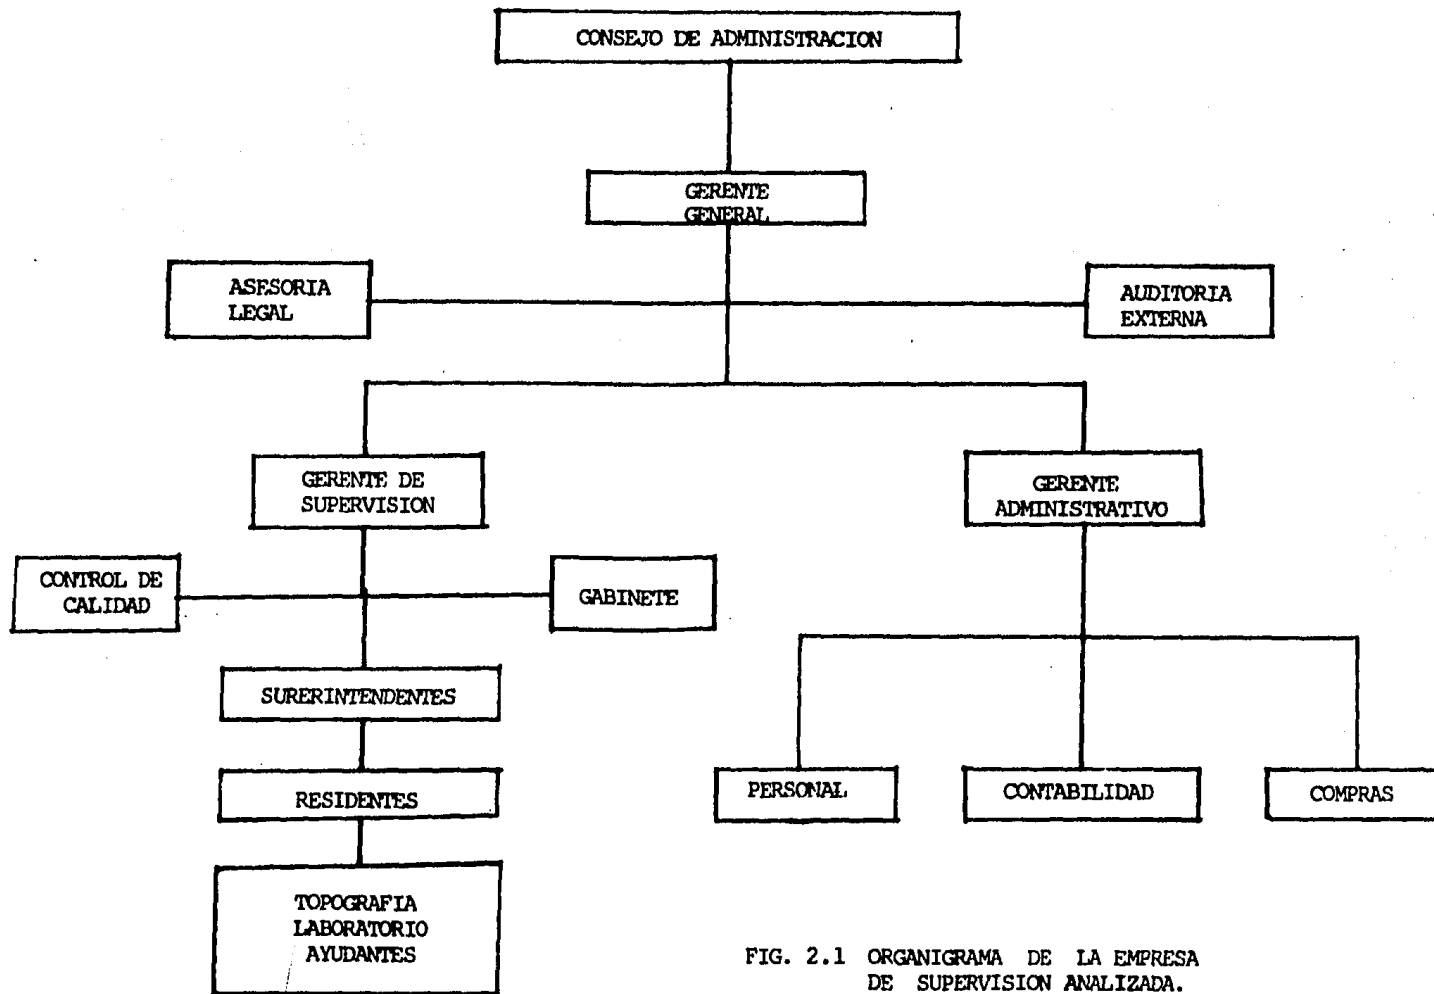 CONSEJO DE ADMINISTRACION
GERENTE
GENERAL
ASESORIA
LEGAL
AUDITORIA
EXTERNA
GERENTE DE
SUPERVISION
GERENTE
ADMINISTRATIVO
CONTROL DE
CALIDAD
GABINETE
SURERINTENDENTES
RESIDENTES
TOPOGRAFIA
LABORATORIO
AYUDANTES
PERSONAL
CONTABILIDAD
COMPRAS
FIG. 2.1 ORGANIGRAMA DE LA EMPRESA
DE SUPERVISION ANALIZADA.